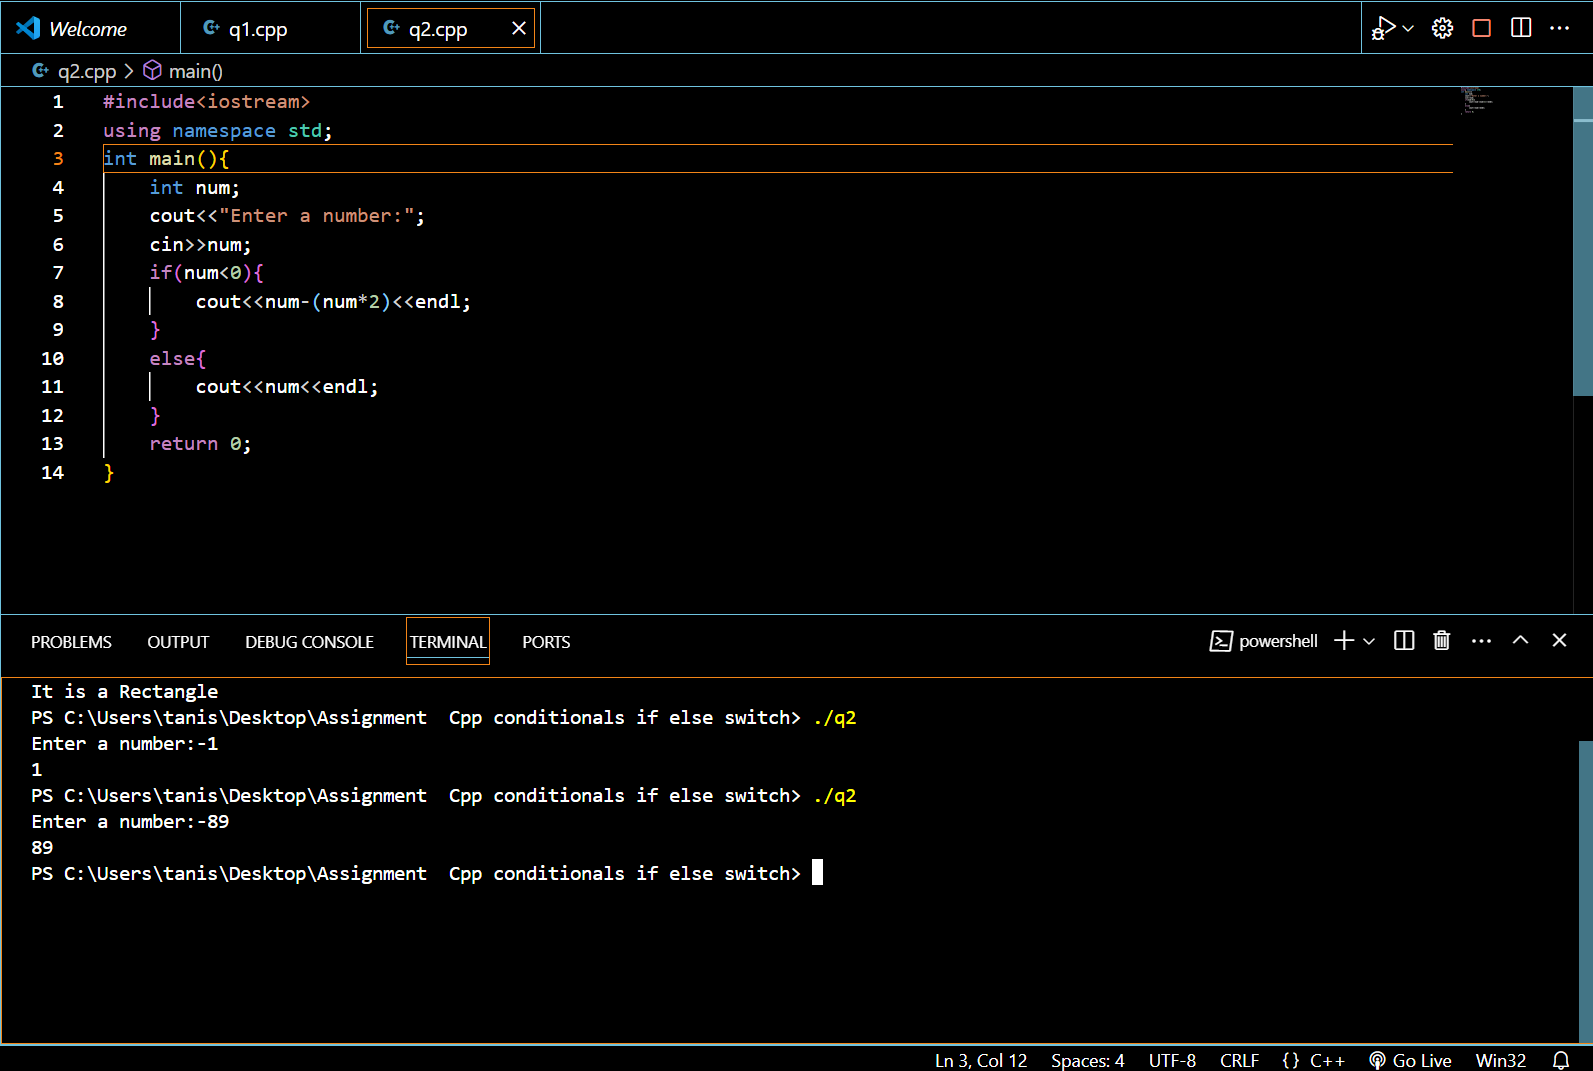 Welcome
q1.cpp
q2.cpp
q2.cpp > main()
1 #include<iostream>
2 using namespace std;
3 int main(){
4 int num;
5 cout<<"Enter a number:";
6 cin>>num;
7 if(num<0){
8 cout<<num-(num*2)<<endl;
9 }
10 else{
11 cout<<num<<endl;
12 }
13 return 0;
14 }
PROBLEMS OUTPUT DEBUG CONSOLE TERMINAL PORTS powershell
It is a Rectangle
PS C:\Users\tanis\Desktop\Assignment  Cpp conditionals if else switch> ./q2
Enter a number:-1
1
PS C:\Users\tanis\Desktop\Assignment  Cpp conditionals if else switch> ./q2
Enter a number:-89
89
PS C:\Users\tanis\Desktop\Assignment  Cpp conditionals if else switch>
Ln 3, Col 12 Spaces: 4 UTF-8 CRLF {} C++ Go Live Win32